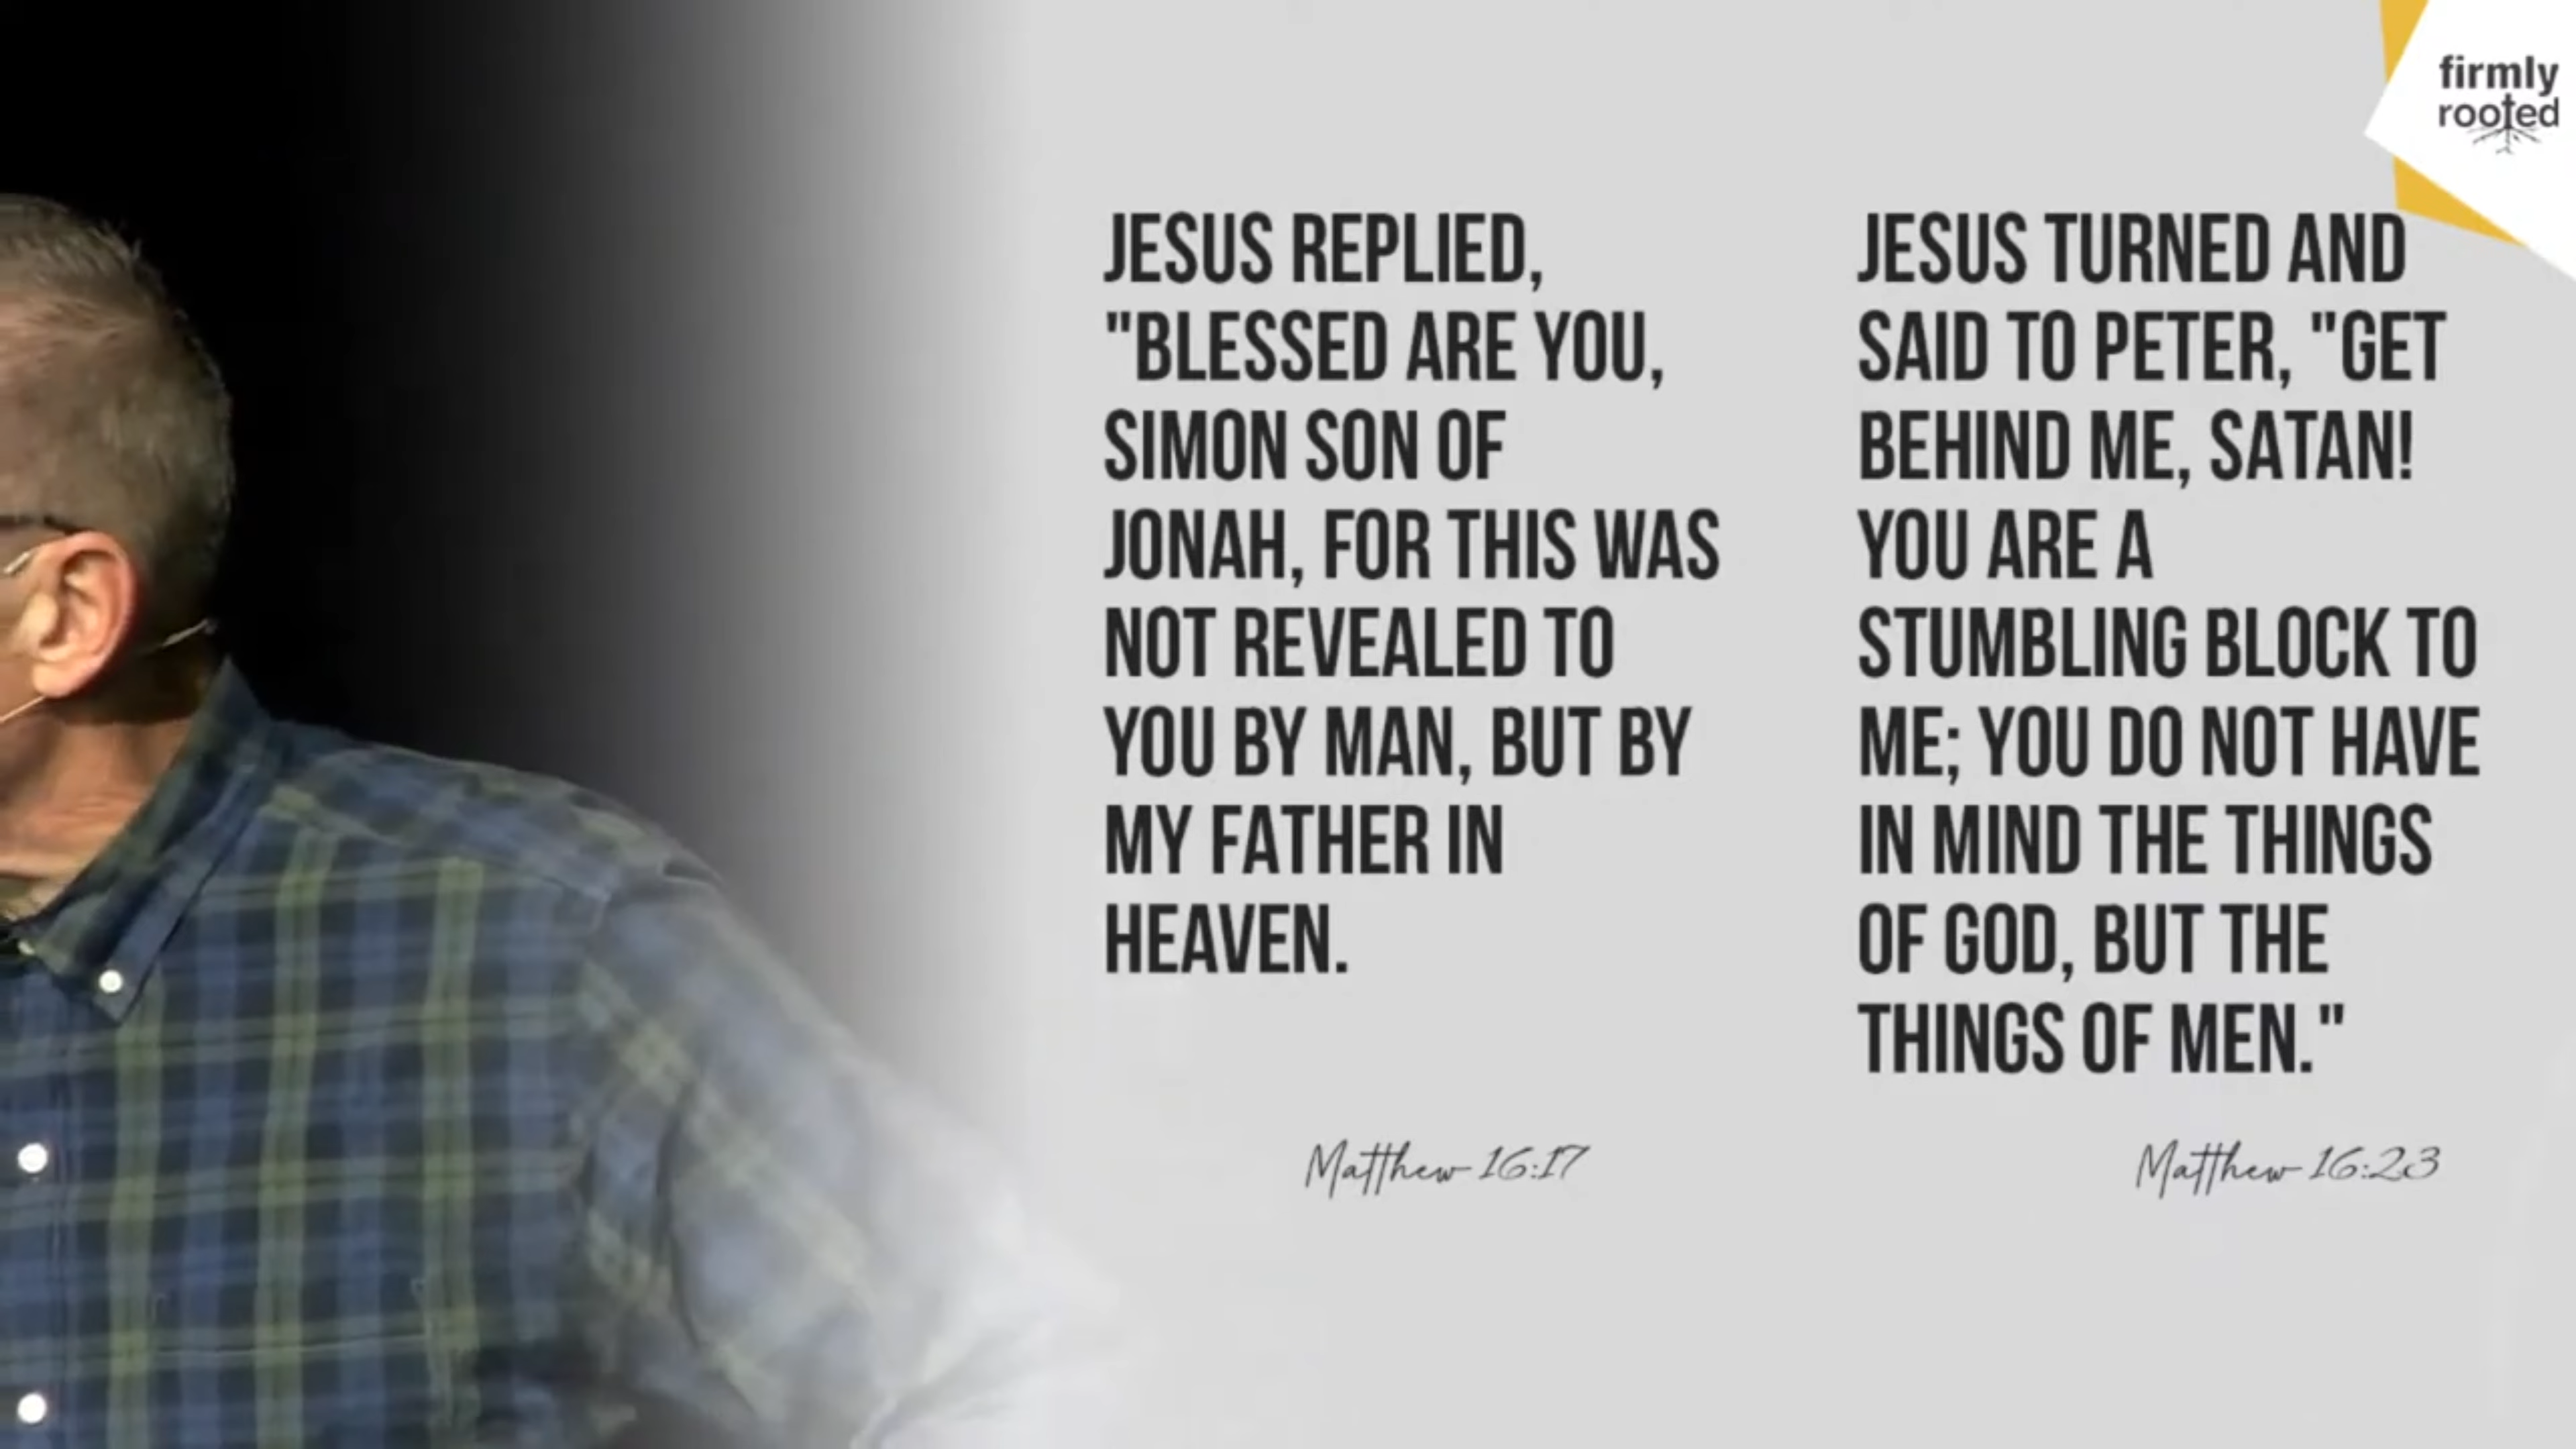 firmly
rooted
JESUS REPLIED,
"BLESSED ARE YOU,
SIMON SON OF
JONAH, FOR THIS WAS
NOT REVEALED TO
YOU BY MAN, BUT BY
MY FATHER IN
HEAVEN.
Matthew 16:17
JESUS TURNED AND
SAID TO PETER, "GET
BEHIND ME, SATAN!
YOU ARE A
STUMBLING BLOCK TO
ME; YOU DO NOT HAVE
IN MIND THE THINGS
OF GOD, BUT THE
THINGS OF MEN."
Matthew 16:23